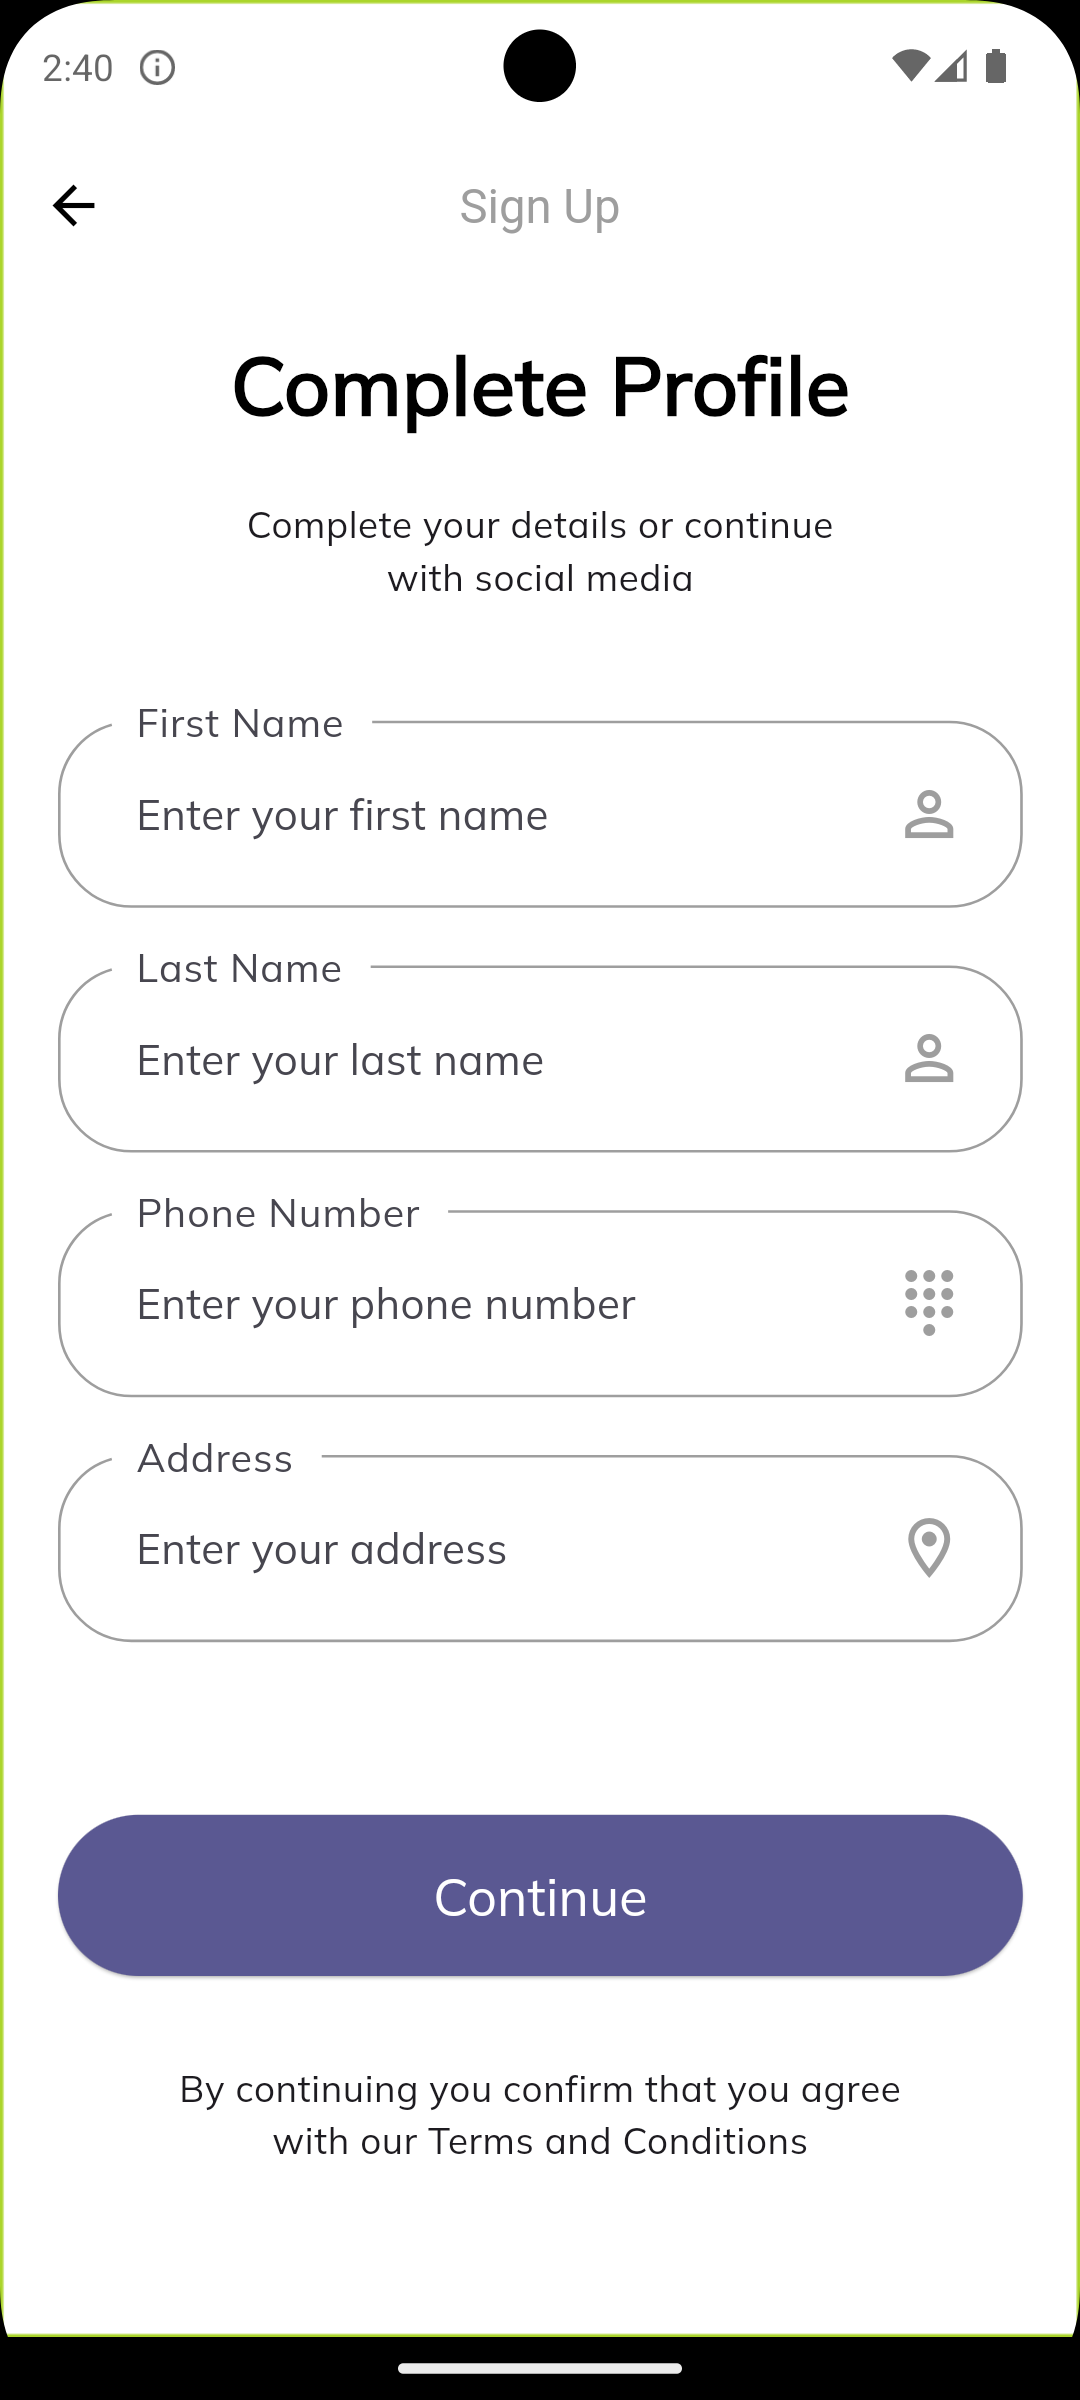 2:40
Sign Up
Complete Profile
Complete your details or continue
with social media
First Name
Enter your first name
Last Name
Enter your last name
Phone Number
Enter your phone number
Address
Enter your address
Continue
By continuing you confirm that you agree
with our Terms and Conditions